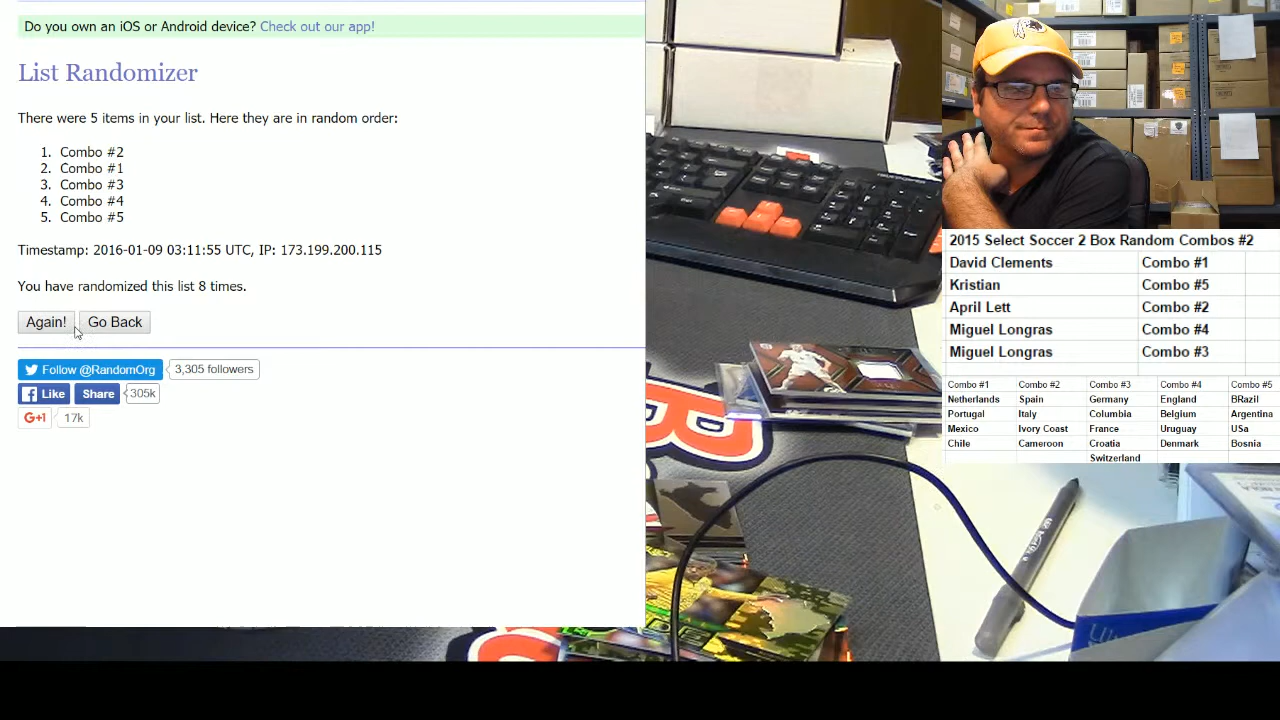 Do you own an iOS or Android device? Check out our app!
List Randomizer
There were 5 items in your list. Here they are in random order:
1. Combo #2
2. Combo #1
3. Combo #3
4. Combo #4
5. Combo #5
Timestamp: 2016-01-09 03:11:55 UTC, IP: 173.199.200.115
You have randomized this list 8 times.
Again! Go Back
Follow @RandomOrg 3,305 followers
Like Share 305k
G+1 17k
2015 Select Soccer 2 Box Random Combos #2
David Clements Combo #1
Kristian Combo #5
April Lett Combo #2
Miguel Longras Combo #4
Miguel Longras Combo #3
Combo #1 Combo #2 Combo #3 Combo #4 Combo #5
Netherlands Spain Germany England BRazil
Portugal Italy Columbia Belgium Argentina
Mexico Ivory Coast France Uruguay USa
Chile Cameroon Croatia Denmark Bosnia
Switzerland